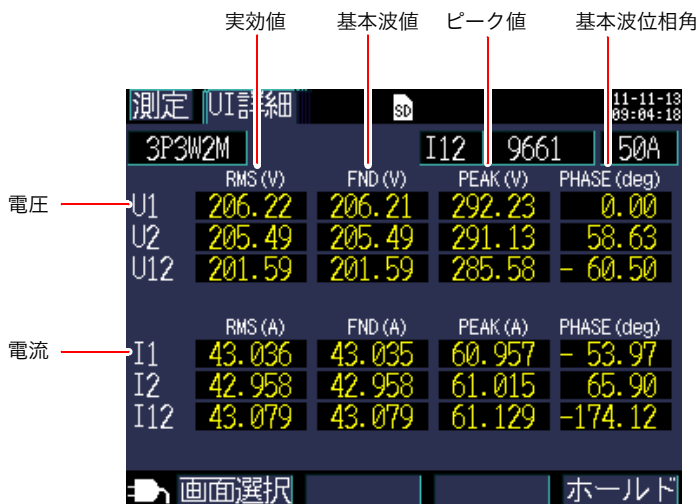 実効値 基本波値 ピーク値 基本波位相角
測定 UI詳細 SD 11-11-13
09:04:18
3P3W2M I12 9661 50A
RMS(V) FND(V) PEAK(V) PHASE(deg)
電圧 U1 206.22 206.21 292.23 0.00
U2 205.49 205.49 291.13 58.63
U12 201.59 201.59 285.58 - 60.50
RMS(A) FND(A) PEAK(A) PHASE(deg)
電流 I1 43.036 43.035 60.957 - 53.97
I2 42.958 42.958 61.015 65.90
I12 43.079 43.079 61.129 -174.12
画面選択 ホールド